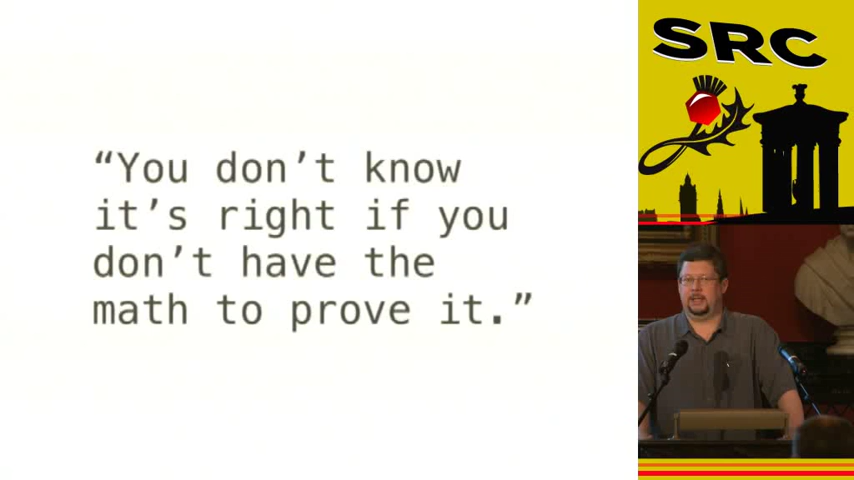 “You don’t know
it’s right if you
don’t have the
math to prove it.”
SRC